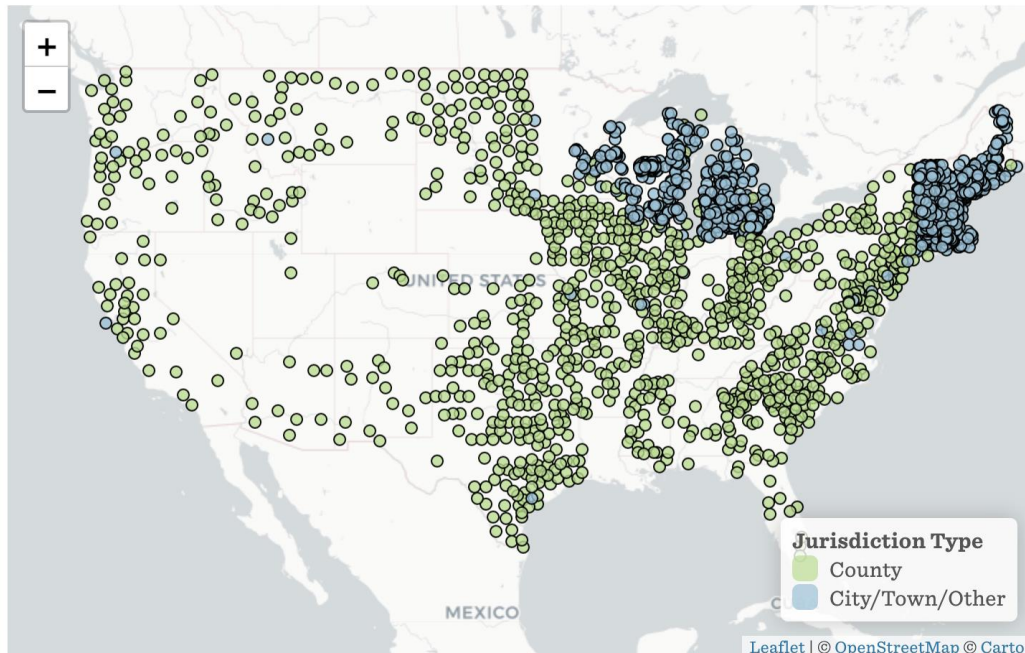 +
−
UNITED STATES
MEXICO
Jurisdiction Type
County
City/Town/Other
Leaflet | © OpenStreetMap © Carto